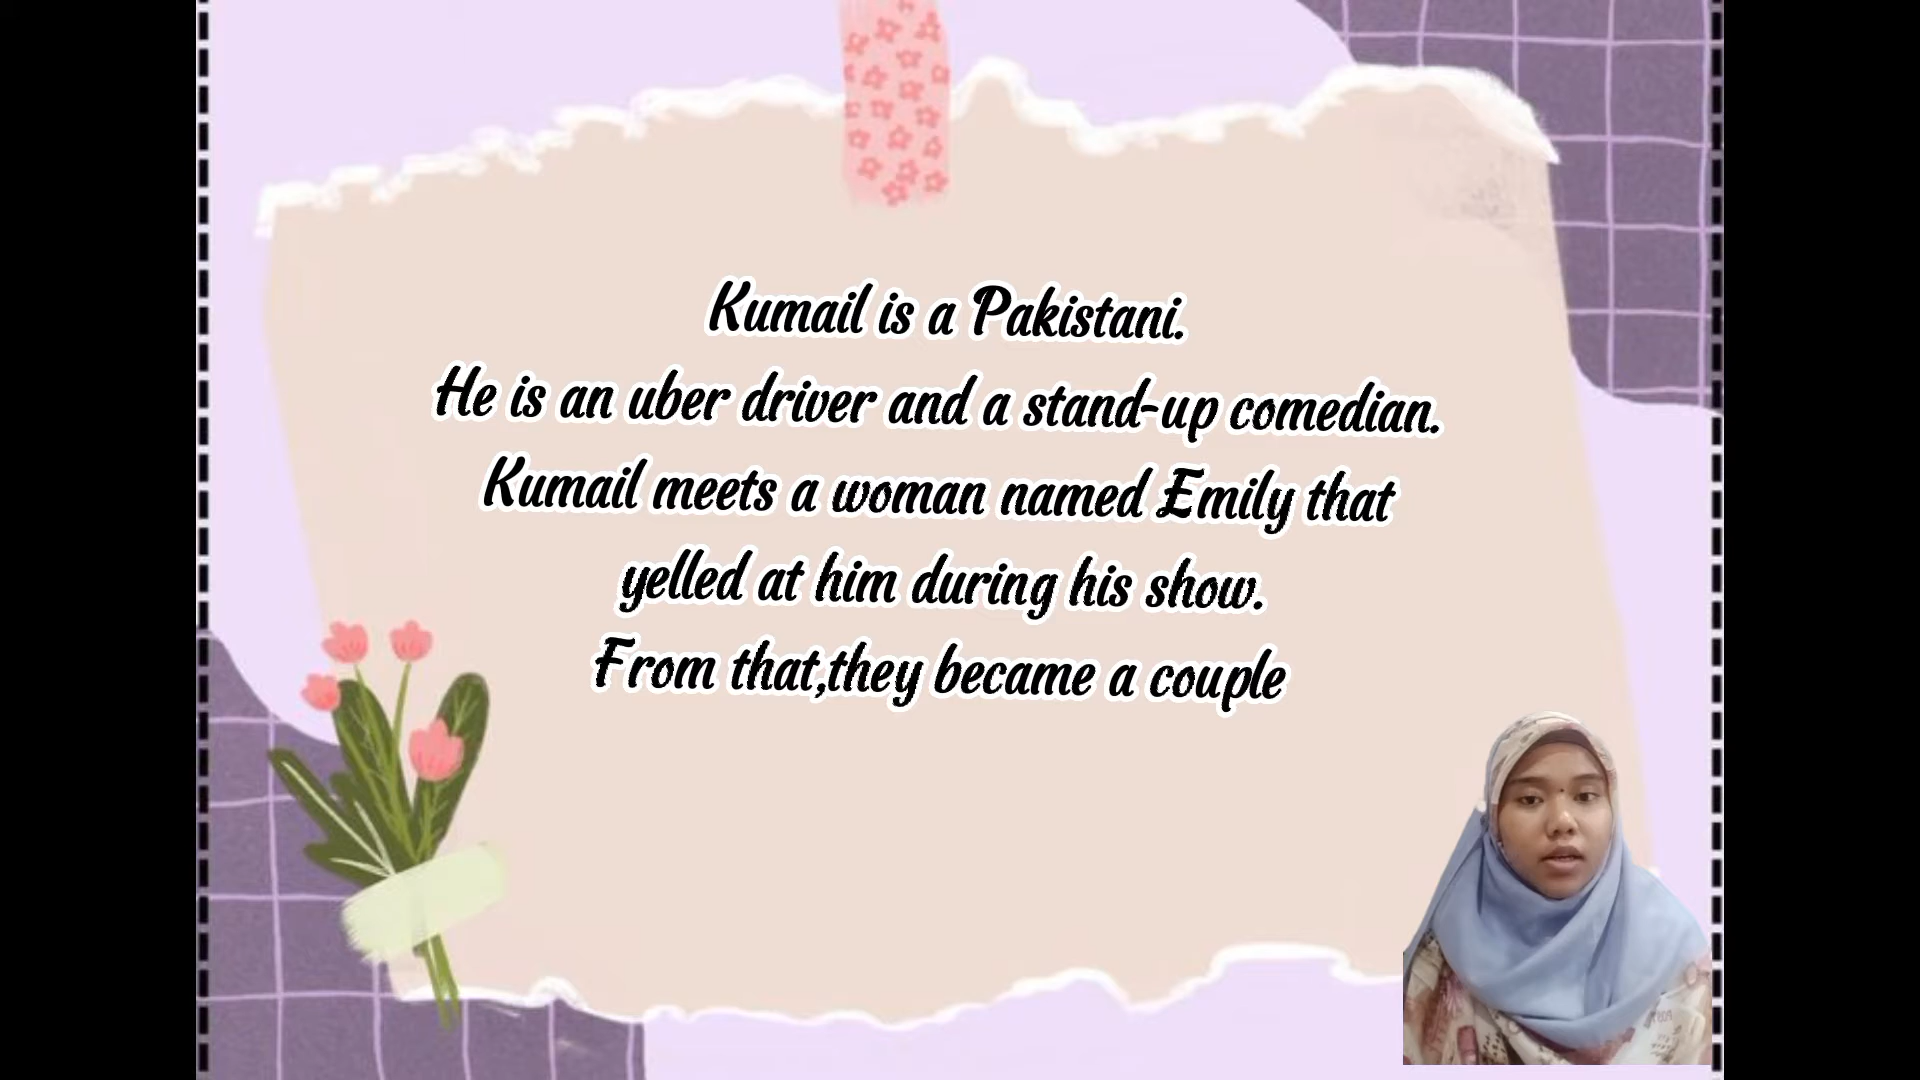 Kumail is a Pakistani.
He is an uber driver and a stand-up comedian.
Kumail meets a woman named Emily that
yelled at him during his show.
From that,they became a couple